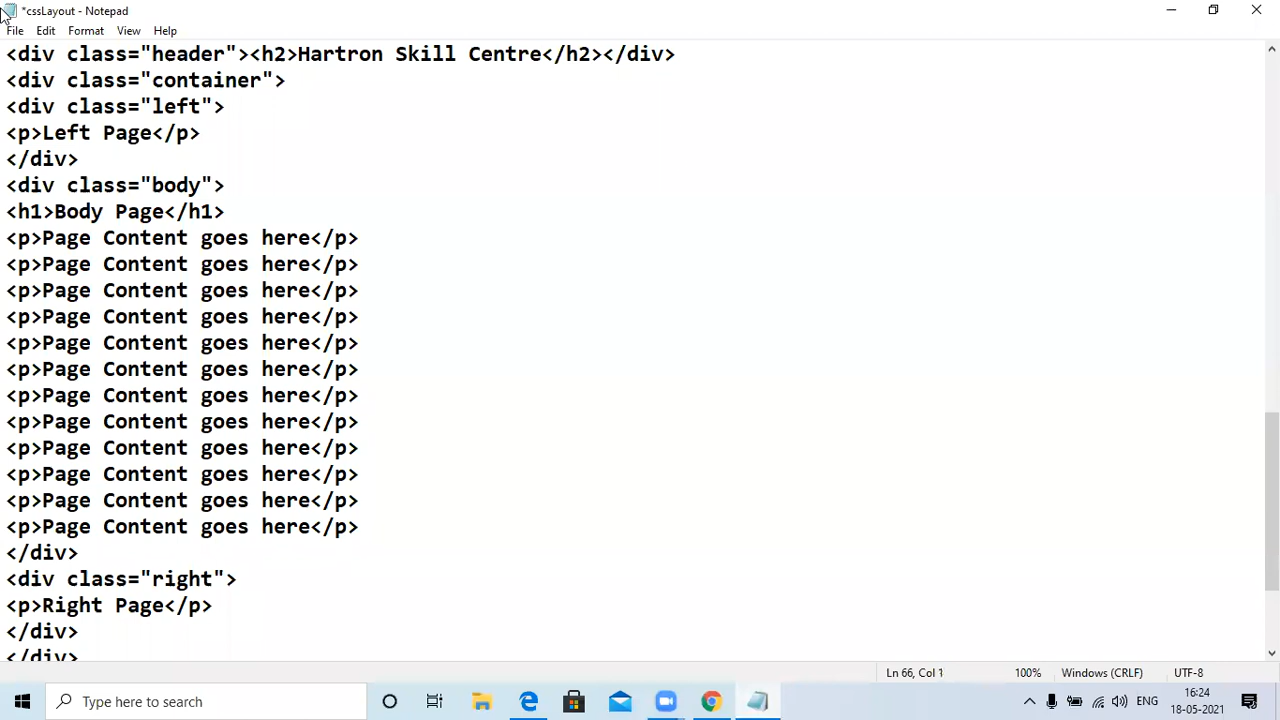 *cssLayout - Notepad
File Edit Format View Help
<div class="header"><h2>Hartron Skill Centre</h2></div>
<div class="container">
<div class="left">
<p>Left Page</p>
</div>
<div class="body">
<h1>Body Page</h1>
<p>Page Content goes here</p>
<p>Page Content goes here</p>
<p>Page Content goes here</p>
<p>Page Content goes here</p>
<p>Page Content goes here</p>
<p>Page Content goes here</p>
<p>Page Content goes here</p>
<p>Page Content goes here</p>
<p>Page Content goes here</p>
<p>Page Content goes here</p>
<p>Page Content goes here</p>
<p>Page Content goes here</p>
</div>
<div class="right">
<p>Right Page</p>
</div>
</div>
Ln 66, Col 1 100% Windows (CRLF) UTF-8
Type here to search ENG 16:24
18-05-2021